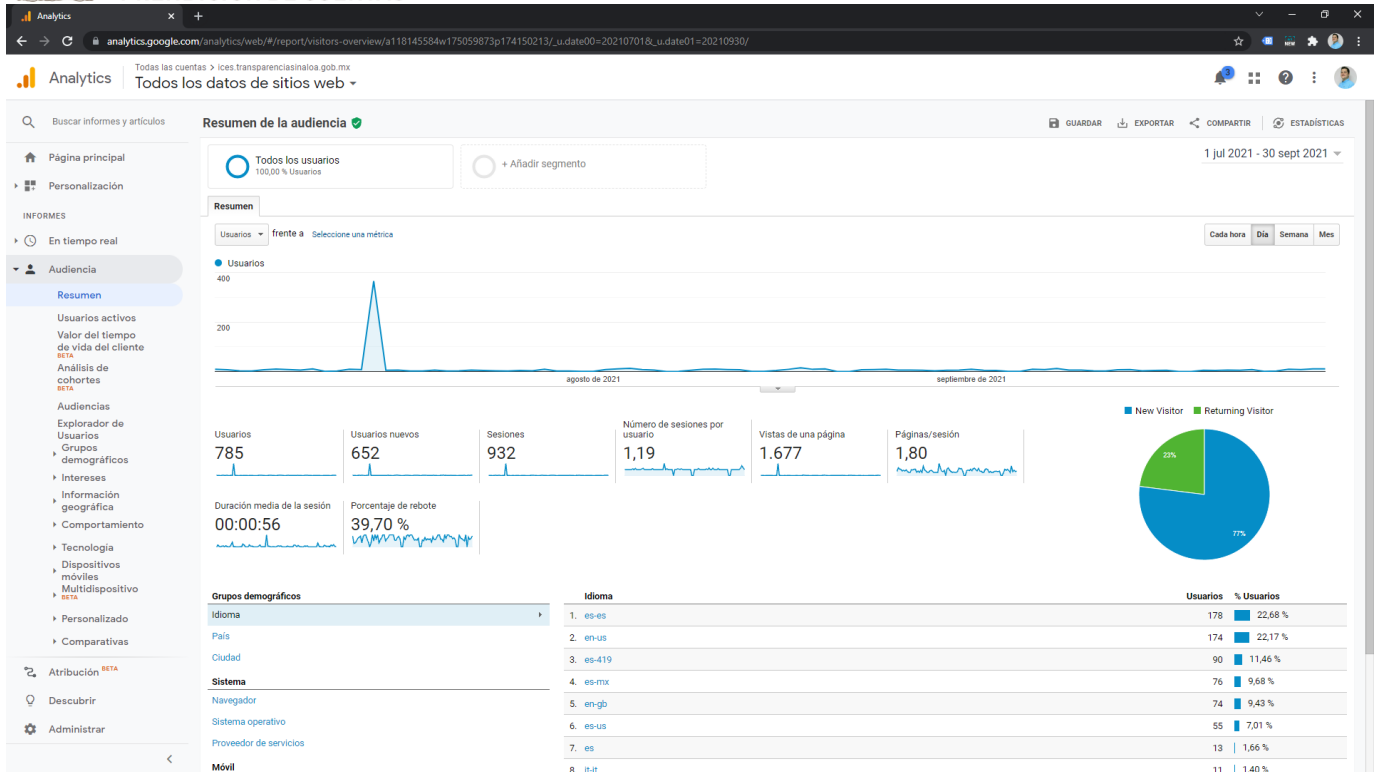 Analytics
analytics.google.com/analytics/web/#/report/visitors-overview/a118145584w175059873p174150213/_u.date00=20210701&_u.date01=20210930/
Analytics
Todas las cuentas > ices.transparenciasinaloa.gob.mx
Todos los datos de sitios web
3
Buscar informes y artículos
Página principal
Personalización
INFORMES
En tiempo real
Audiencia
Resumen
Usuarios activos
Valor del tiempo
de vida del cliente
BETA
Análisis de
cohortes
BETA
Audiencias
Explorador de
Usuarios
Grupos
demográficos
Intereses
Información
geográfica
Comportamiento
Tecnología
Dispositivos
móviles
Multidispositivo
BETA
Personalizado
Comparativas
Atribución BETA
Descubrir
Administrar
Resumen de la audiencia
GUARDAR
EXPORTAR
COMPARTIR
ESTADÍSTICAS
Todos los usuarios
100,00 % Usuarios
+ Añadir segmento
1 jul 2021 - 30 sept 2021
Resumen
Usuarios frente a Seleccione una métrica
Cada hora Día Semana Mes
Usuarios
400
200
agosto de 2021
septiembre de 2021
New Visitor Returning Visitor
23%
77%
Usuarios
785
Usuarios nuevos
652
Sesiones
932
Número de sesiones por
usuario
1,19
Vistas de una página
1.677
Páginas/sesión
1,80
Duración media de la sesión
00:00:56
Porcentaje de rebote
39,70 %
Grupos demográficos
Idioma
País
Ciudad
Sistema
Navegador
Sistema operativo
Proveedor de servicios
Móvil
Idioma Usuarios % Usuarios
1. es-es 178 22,68 %
2. en-us 174 22,17 %
3. es-419 90 11,46 %
4. es-mx 76 9,68 %
5. en-gb 74 9,43 %
6. es-us 55 7,01 %
7. es 13 1,66 %
8. it-it 11 1,40 %